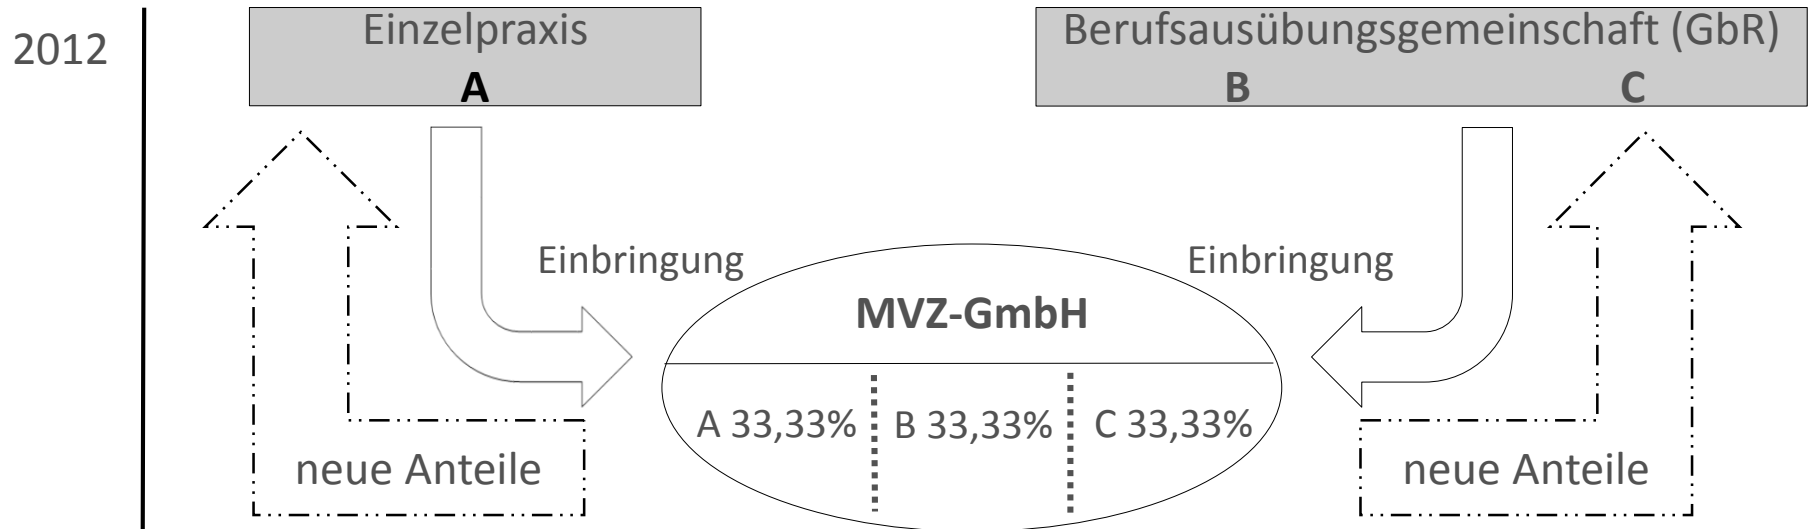 2012
Einzelpraxis
A
Berufsausübungsgemeinschaft (GbR)
B C
Einbringung
Einbringung
MVZ-GmbH
A 33,33% B 33,33% C 33,33%
neue Anteile
neue Anteile